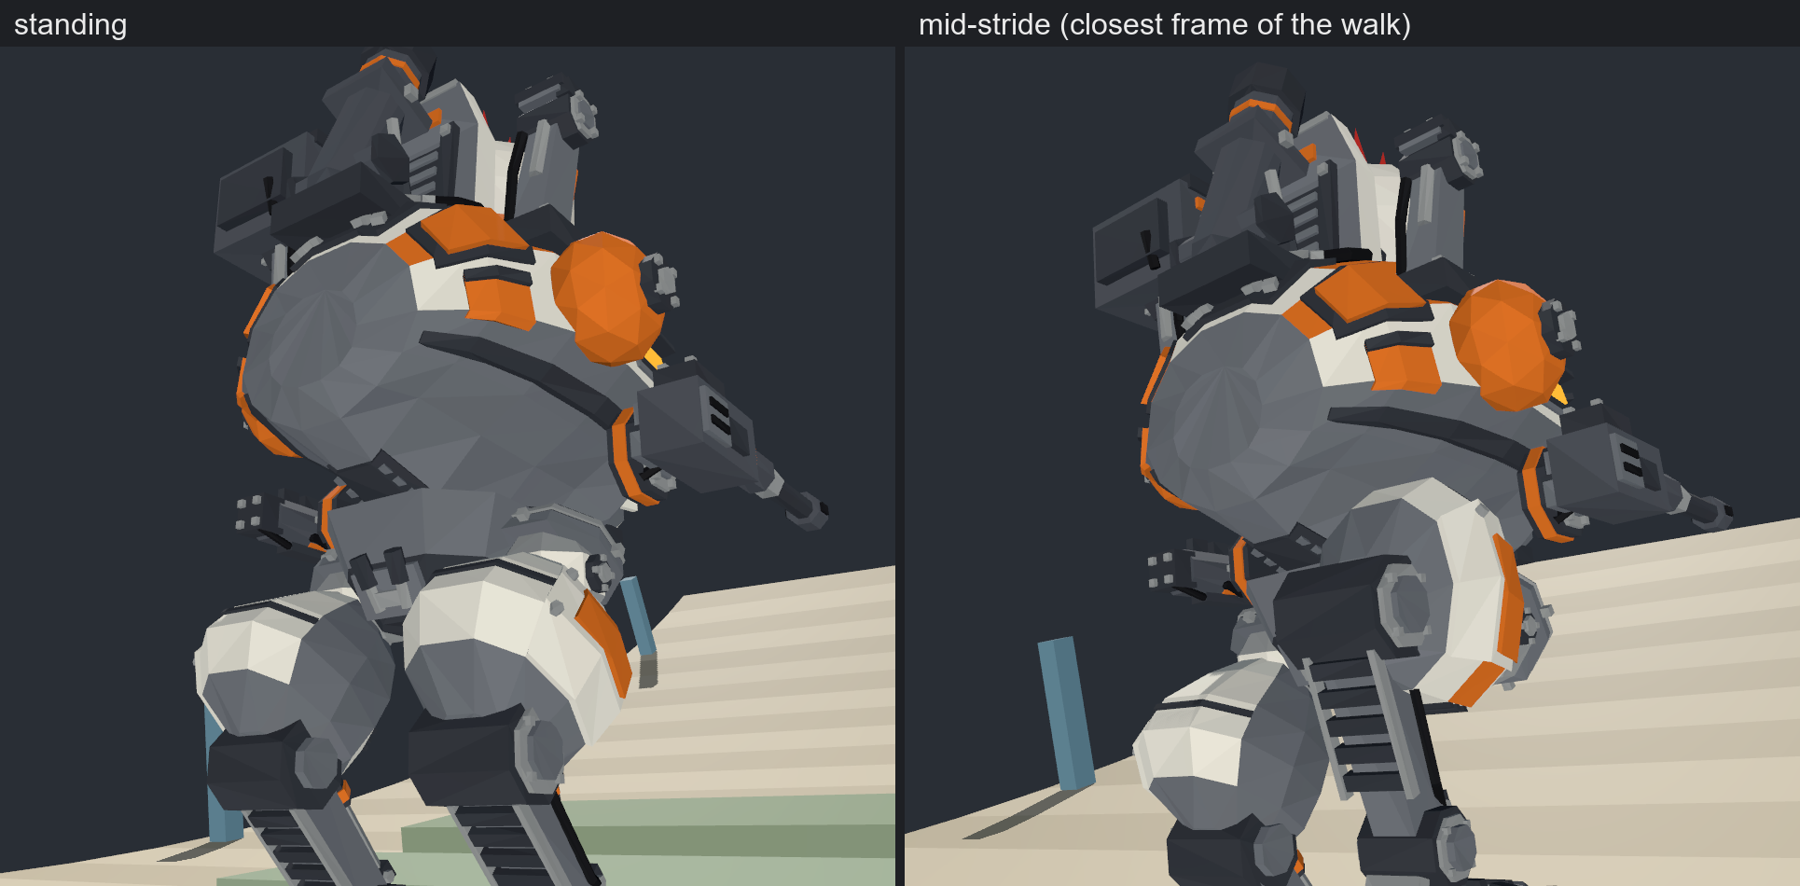 standing
mid-stride (closest frame of the walk)